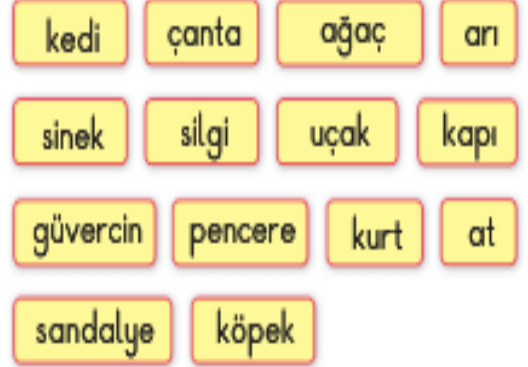 kedi çanta ağaç arı
sinek silgi uçak kapı
güvercin pencere kurt at
sandalye köpek